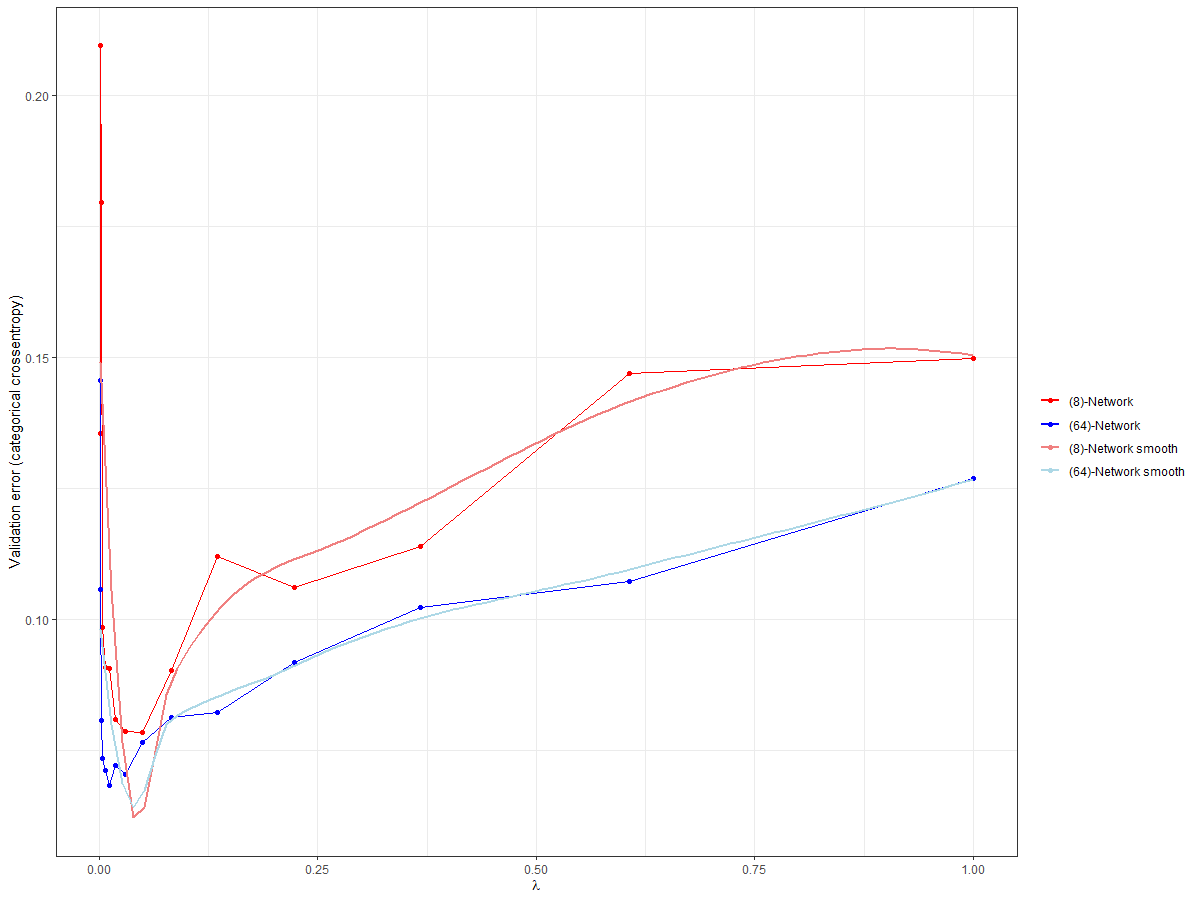 0.20
0.15
0.10
Validation error (categorical crossentropy)
0.00
0.25
0.50
0.75
1.00
λ
(8)-Network
(64)-Network
(8)-Network smooth
(64)-Network smooth